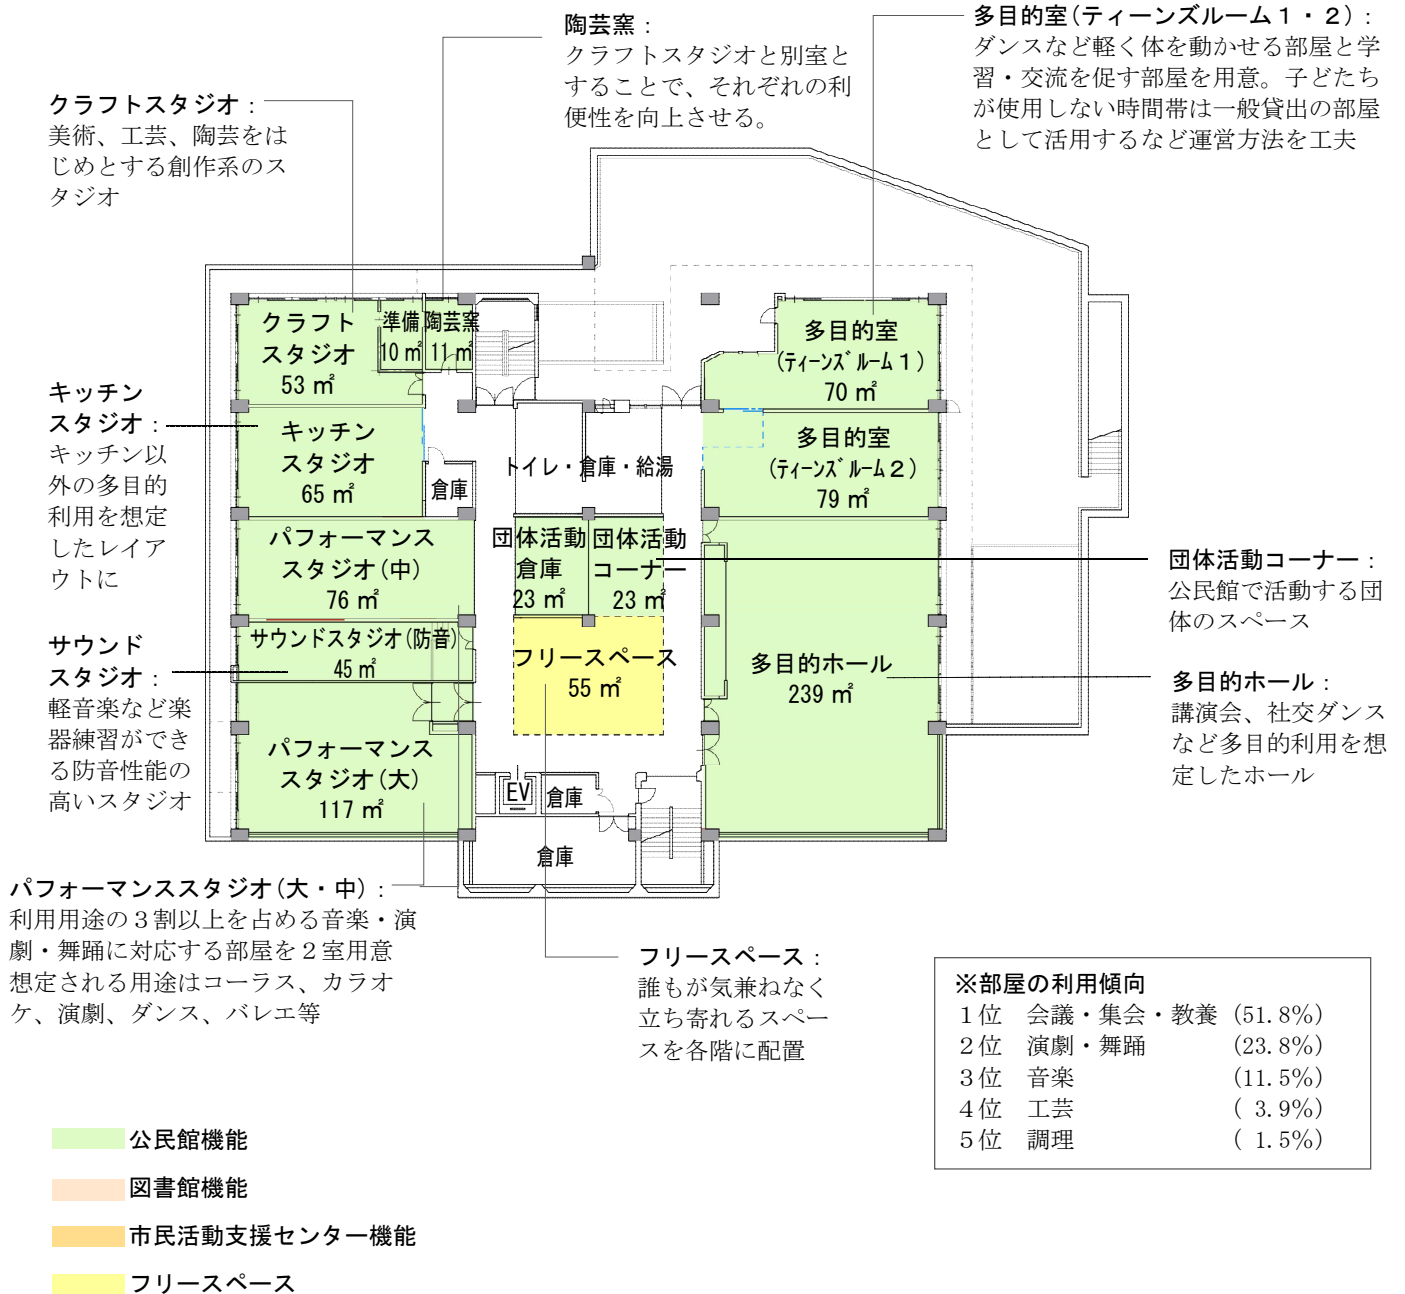 陶芸窯：
クラフトスタジオと別室と
することで、それぞれの利
便性を向上させる。
多目的室(ティーンズルーム１・２)：
ダンスなど軽く体を動かせる部屋と学
習・交流を促す部屋を用意。子どたち
が使用しない時間帯は一般貸出の部屋
として活用するなど運営方法を工夫
クラフトスタジオ：
美術、工芸、陶芸をは
じめとする創作系のス
タジオ
キッチン
スタジオ：
キッチン以
外の多目的
利用を想定
したレイア
ウトに
サウンド
スタジオ：
軽音楽など楽
器練習ができ
る防音性能の
高いスタジオ
クラフト
スタジオ
53 ㎡
準備
10 ㎡
陶芸窯
11 ㎡
キッチン
スタジオ
65 ㎡
倉庫
トイレ・倉庫・給湯
パフォーマンス
スタジオ(中)
76 ㎡
サウンドスタジオ(防音)
45 ㎡
パフォーマンス
スタジオ(大)
117 ㎡
団体活動
倉庫
23 ㎡
団体活動
コーナー
23 ㎡
フリースペース
55 ㎡
EV
倉庫
倉庫
多目的室
(ティーンズルーム１)
70 ㎡
多目的室
(ティーンズルーム２)
79 ㎡
多目的ホール
239 ㎡
団体活動コーナー：
公民館で活動する団
体のスペース
多目的ホール：
講演会、社交ダンス
など多目的利用を想
定したホール
パフォーマンススタジオ(大・中)：
利用用途の３割以上を占める音楽・演
劇・舞踊に対応する部屋を２室用意
想定される用途はコーラス、カラオ
ケ、演劇、ダンス、バレエ等
フリースペース：
誰もが気兼ねなく
立ち寄れるスペー
スを各階に配置
※部屋の利用傾向
１位　会議・集会・教養 (51.8%)
２位　演劇・舞踊 (23.8%)
３位　音楽 (11.5%)
４位　工芸 ( 3.9%)
５位　調理 ( 1.5%)
公民館機能
図書館機能
市民活動支援センター機能
フリースペース